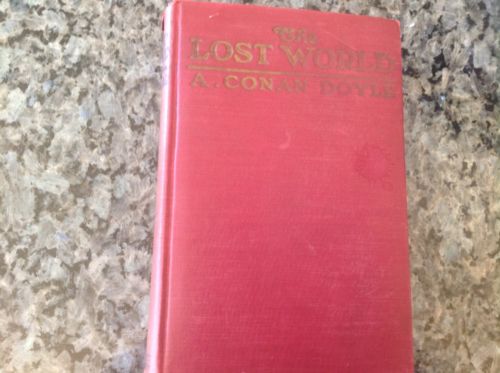 The
LOST WORLD
A. CONAN DOYLE